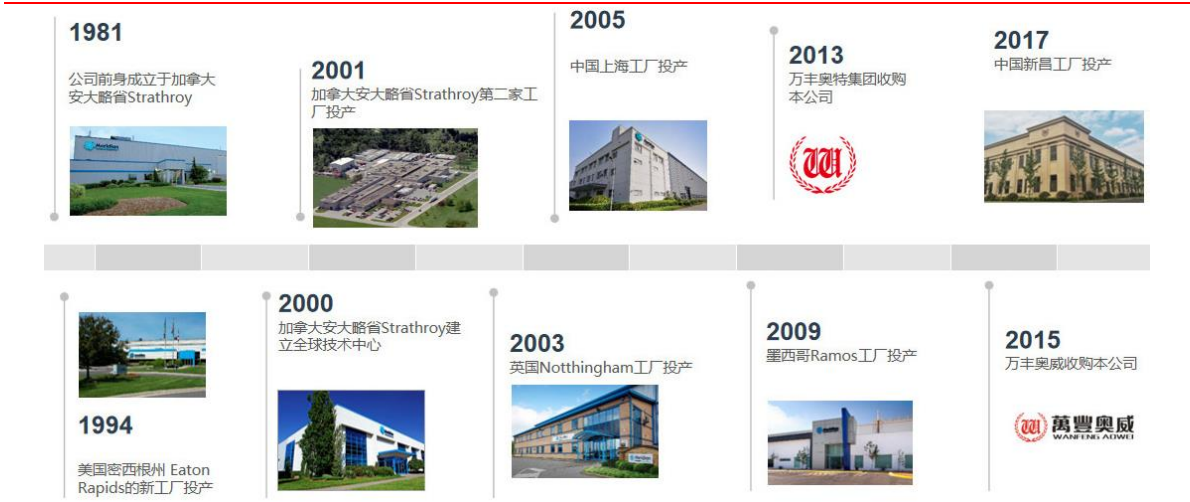 1981
公司前身成立于加拿大
安大略省Strathroy
Meridian
2001
加拿大安大略省Strathroy第二家工
厂投产
2005
中国上海工厂投产
2013
万丰奥特集团收购
本公司
2017
中国新昌工厂投产
1994
美国密西根州 Eaton
Rapids的新工厂投产
2000
加拿大安大略省Strathroy建
立全球技术中心
2003
英国Notthingham工厂投产
Meridian
2009
墨西哥Ramos工厂投产
2015
万丰奥威收购本公司
萬豐奥威
WANFENG AOWEI